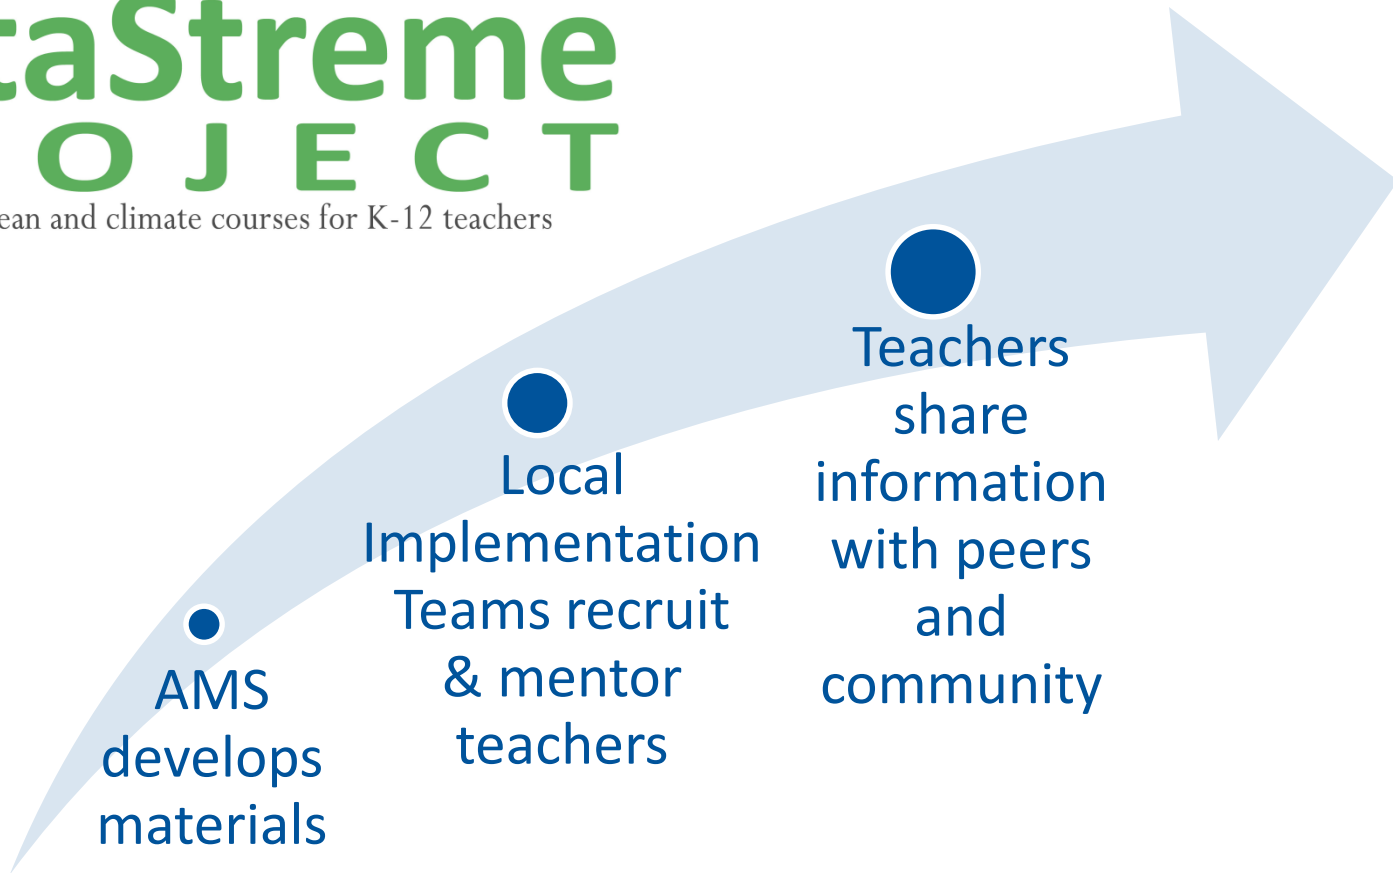 taStreme
OJECT
ean and climate courses for K-12 teachers
Teachers
share
information
with peers
and
community
Local
Implementation
Teams recruit
& mentor
teachers
AMS
develops
materials